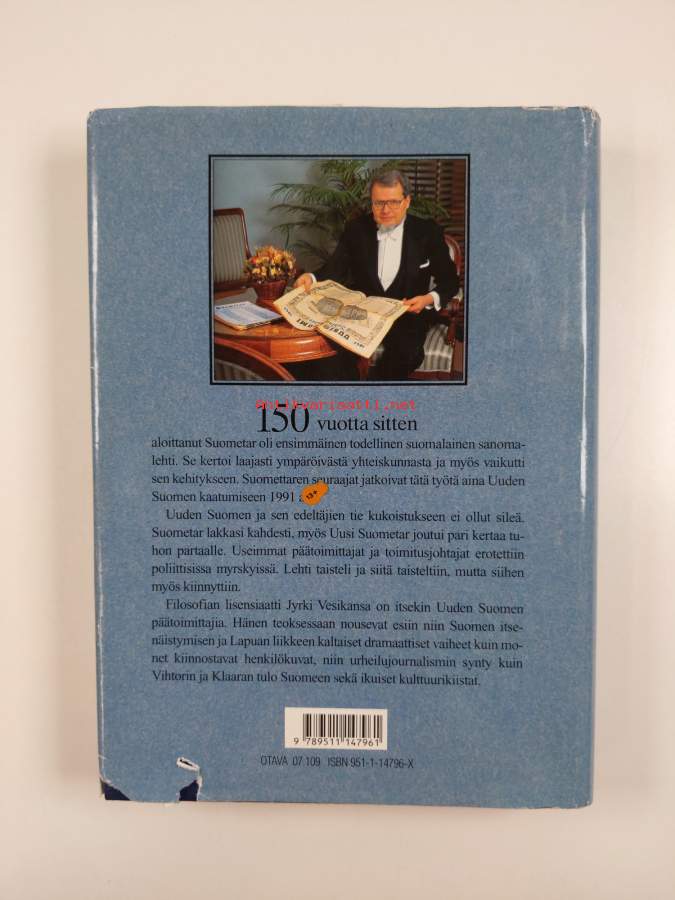 Antikvariaatti.net
150 vuotta sitten
aloittanut Suometar oli ensimmäinen todellinen suomalainen sanoma-
lehti. Se kertoi laajasti ympäröivästä yhteiskunnasta ja myös vaikutti
sen kehitykseen. Suomettaren seuraajat jatkoivat tätä työtä aina Uuden
Suomen kaatumiseen 1991
13+
Uuden Suomen ja sen edeltäjien tie kukoistukseen ei ollut sileä.
Suometar lakkasi kahdesti, myös Uusi Suometar joutui pari kertaa tu-
hon partaalle. Useimmat päätoimittajat ja toimitusjohtajat erotettiin
poliittisissa myrskyissä. Lehti taisteli ja siitä taisteltiin, mutta siihen
myös kiinnyttiin.
Filosofian lisensiaatti Jyrki Vesikansa on itsekin Uuden Suomen
päätoimittajia. Hänen teoksessaan nousevat esiin niin Suomen itse-
näistymisen ja Lapuan liikkeen kaltaiset dramaattiset vaiheet kuin mo-
net kiinnostavat henkilökuvat, niin urheilujournalismin synty kuin
Vihtorin ja Klaaran tulo Suomeen sekä ikuiset kulttuurikiistat.
9 789511 147961
OTAVA 07.109 ISBN 951-1-14796-X